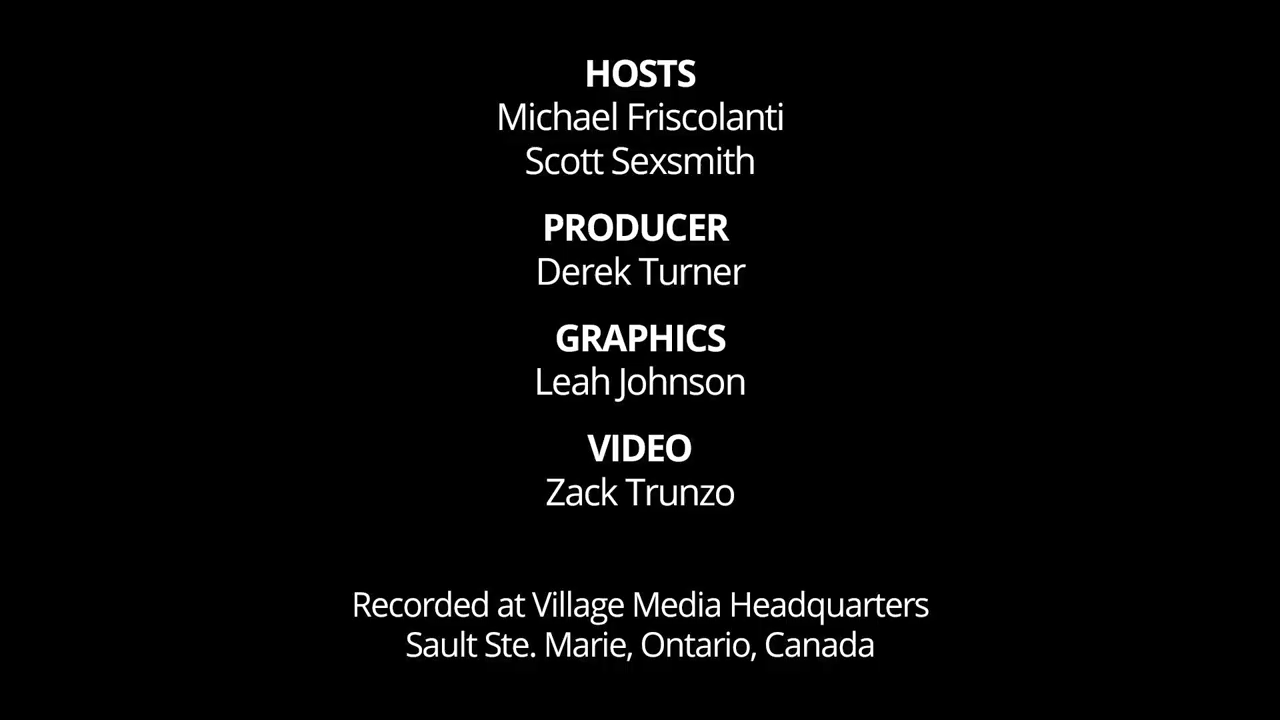 HOSTS
Michael Friscolanti
Scott Sexsmith
PRODUCER
Derek Turner
GRAPHICS
Leah Johnson
VIDEO
Zack Trunzo
Recorded at Village Media Headquarters
Sault Ste. Marie, Ontario, Canada